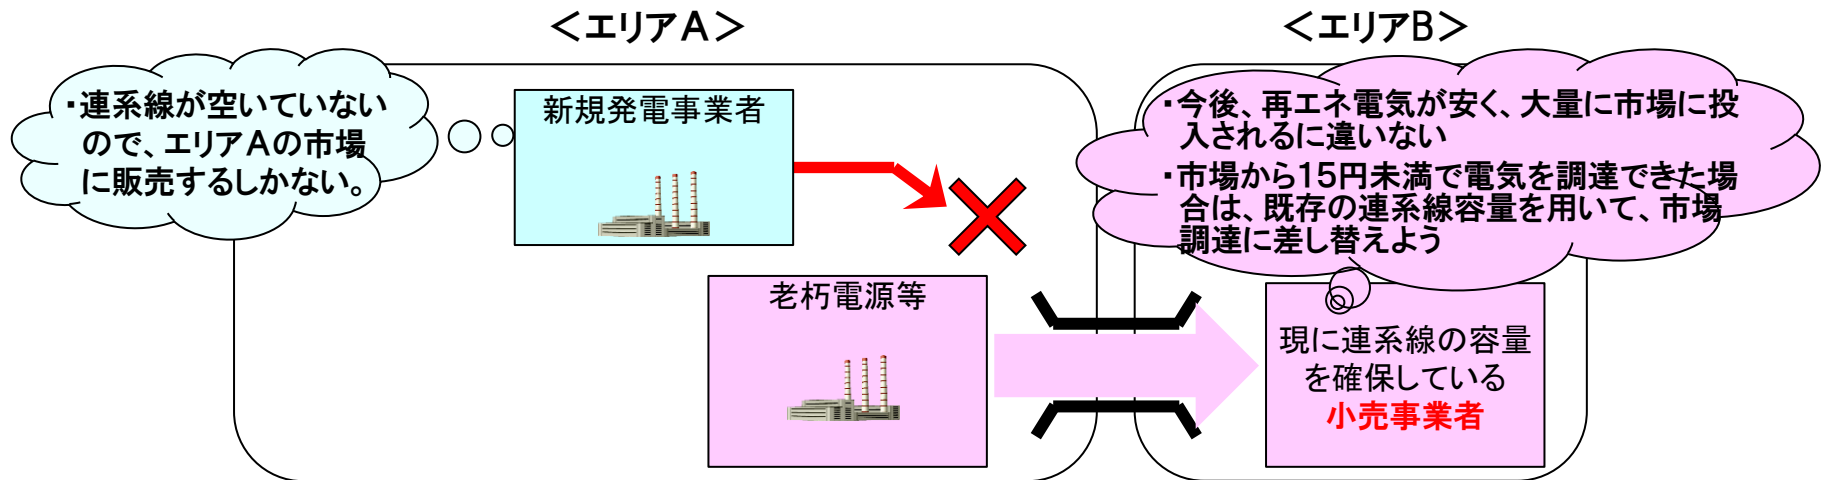 ＜エリアＡ＞
＜エリアB＞
・連系線が空いていない
ので、エリアＡの市場
に販売するしかない。
新規発電事業者
・今後、再エネ電気が安く、大量に市場に投
入されるに違いない
・市場から15円未満で電気を調達できた場
合は、既存の連系線容量を用いて、市場
調達に差し替えよう
老朽電源等
現に連系線の容量
を確保している
小売事業者